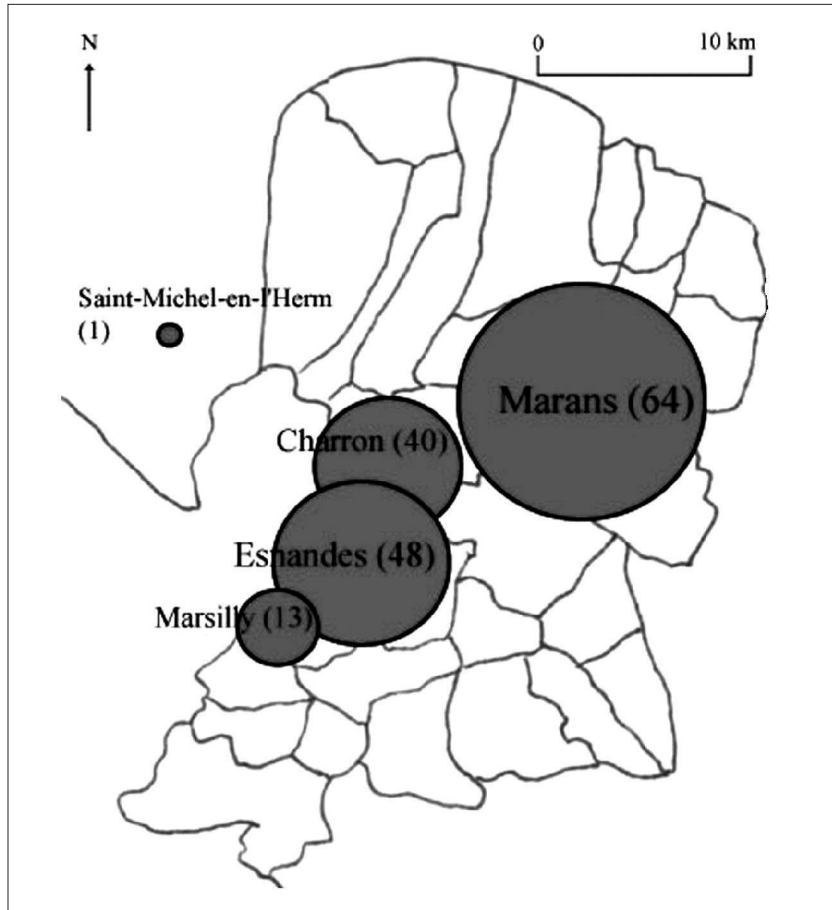 N
0 10 km
Saint-Michel-en-l'Herm
(1)
Marans (64)
Charron (40)
Esnandes (48)
Marsilly (13)